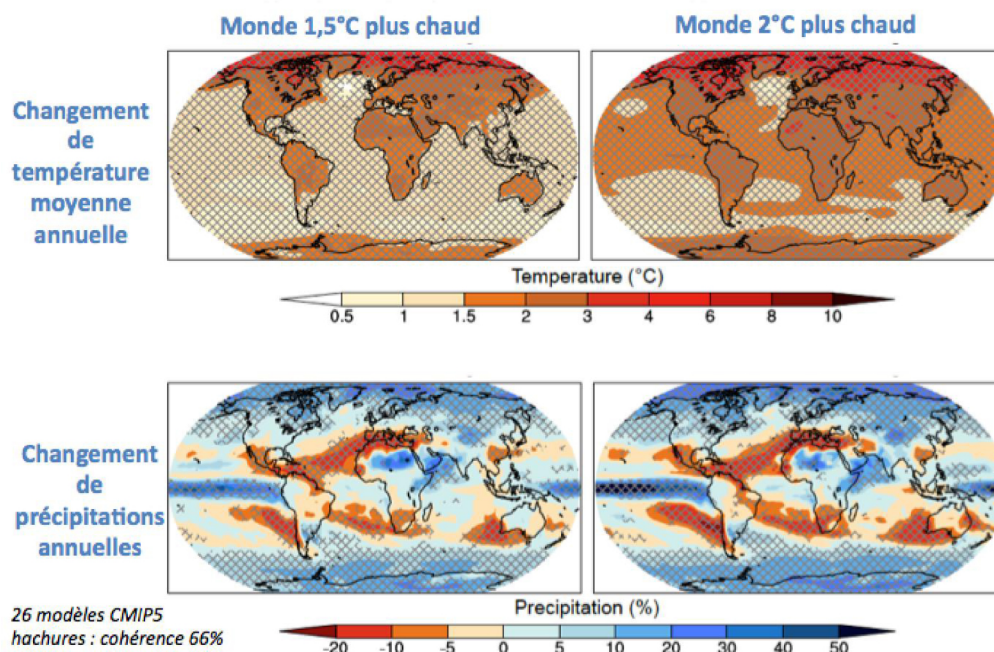 Monde 1,5°C plus chaud
Monde 2°C plus chaud
Changement
de
température
moyenne
annuelle
Temperature (°C)
0.5 1 1.5 2 3 4 6 8 10
Changement
de
précipitations
annuelles
26 modèles CMIP5
hachures : cohérence 66%
Precipitation (%)
-20 -10 -5 0 5 10 20 30 40 50